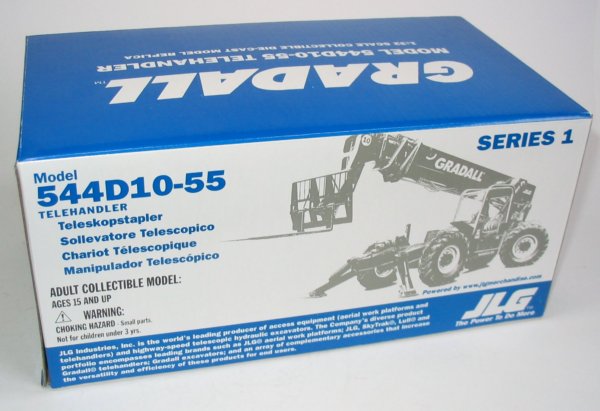 GRADALL™
MODEL 544D10-55 TELEHANDLER
1:32 SCALE COLLECTIBLE DIE-CAST MODEL REPLICA
SERIES 1
Model
544D10-55
TELEHANDLER
Teleskopstapler
Sollevatore Telescopico
Chariot Télescopique
Manipulador Telescópico
10
GRADALL
ADULT COLLECTIBLE MODEL:
AGES 15 AND UP
WARNING:
CHOKING HAZARD - Small parts.
Not for children under 3 yrs.
Powered by www.jlgmerchandise.com
JLG
The Power To Do More
JLG Industries, Inc. is the world's leading producer of access equipment (aerial work platforms and
telehandlers) and highway-speed telescopic hydraulic excavators. The Company's diverse product
portfolio encompasses leading brands such as JLG® aerial work platforms; JLG, SkyTrak®, Lull® and
Gradall® telehandlers; Gradall excavators; and an array of complementary accessories that increase
the versatility and efficiency of these products for end users.